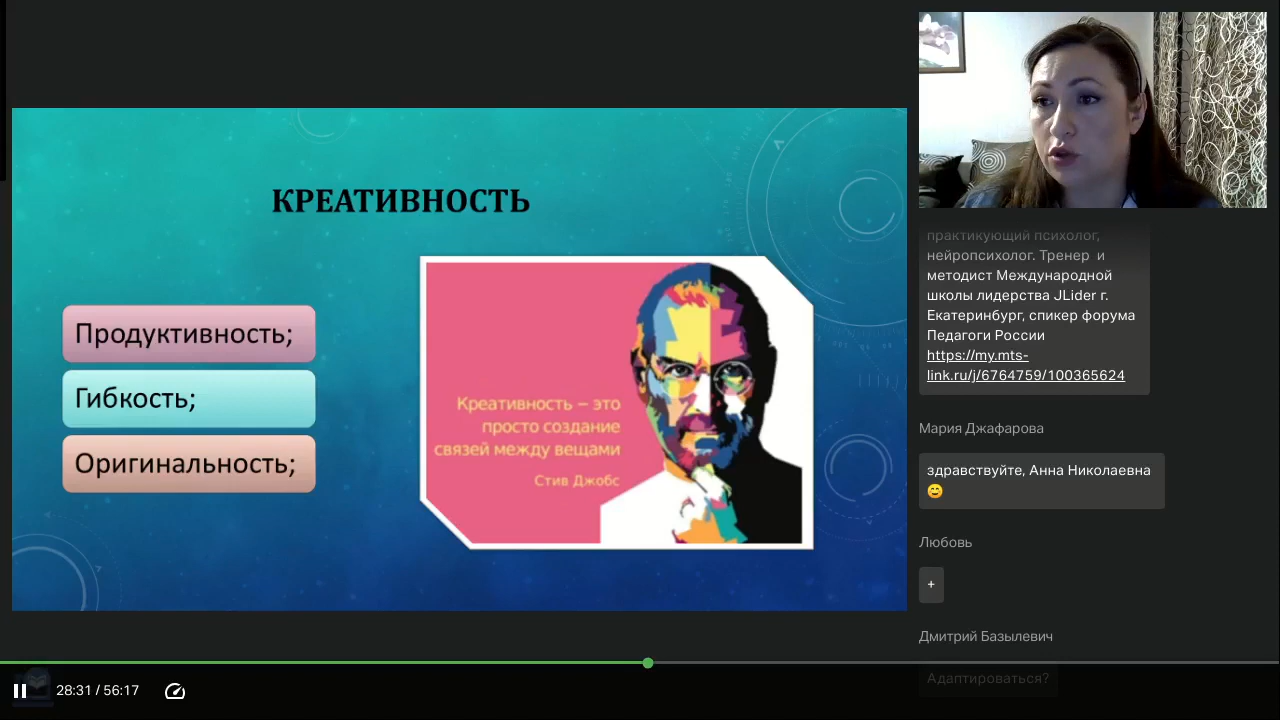 КРЕАТИВНОСТЬ
Продуктивность;
Гибкость;
Оригинальность;
Креативность – это
просто создание
связей между вещами
Стив Джобс
практикующий психолог,
нейропсихолог. Тренер и
методист Международной
школы лидерства JLider г.
Екатеринбург, спикер форума
Педагоги России
https://my.mts-
link.ru/j/6764759/100365624
Мария Джафарова
здравствуйте, Анна Николаевна
😊
Любовь
+
Дмитрий Базылевич
Адаптироваться?
28:31 / 56:17